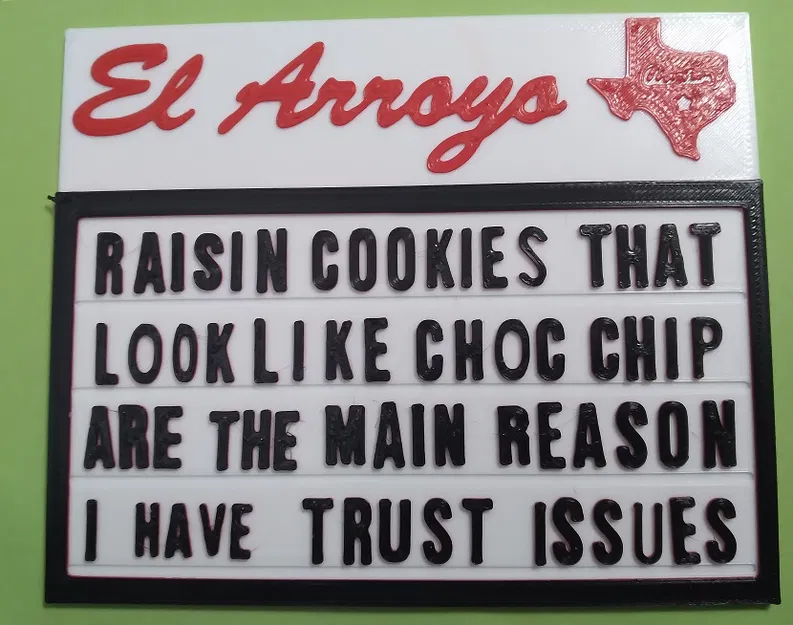 El Arroyo
RAISIN COOKIES THAT
LOOK LIKE CHOC CHIP
ARE THE MAIN REASON
I HAVE TRUST ISSUES